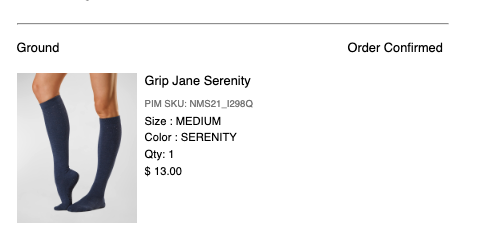 Ground
Order Confirmed
Grip Jane Serenity
PIM SKU: NMS21_I298Q
Size : MEDIUM
Color : SERENITY
Qty: 1
$ 13.00